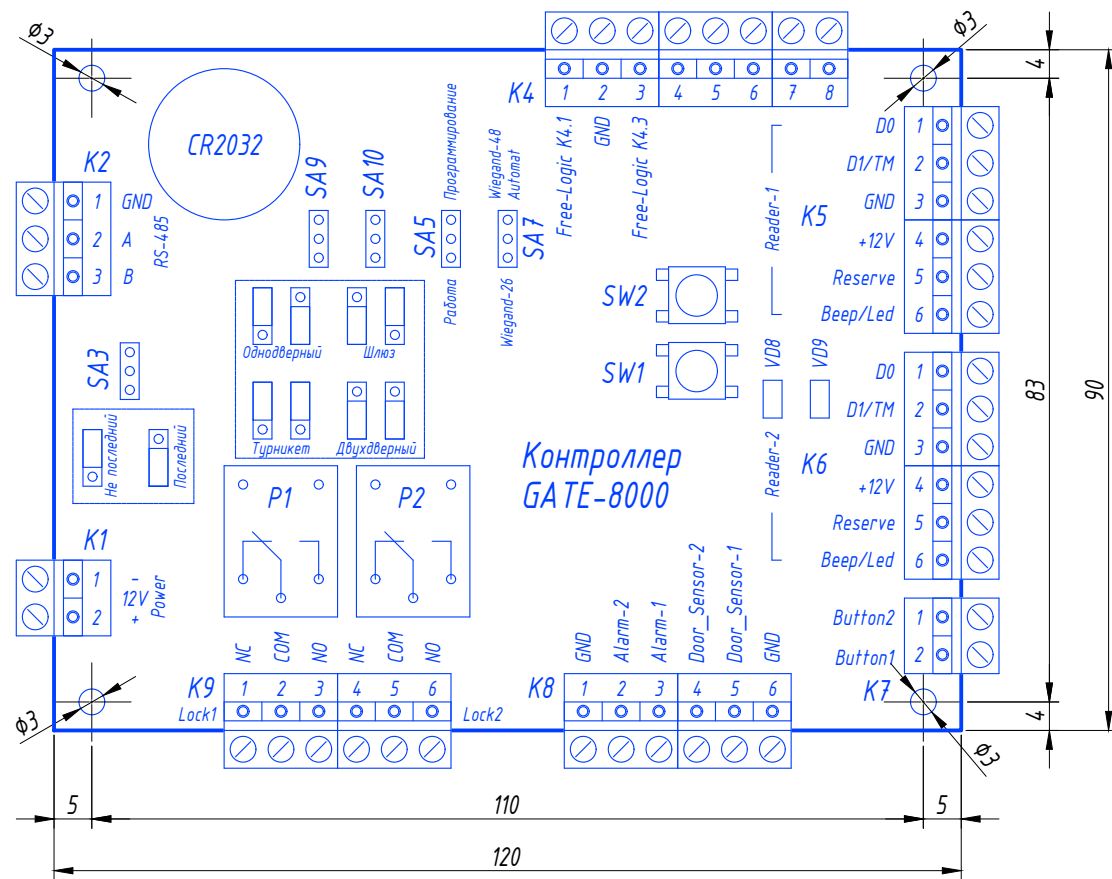 ϕ3
ϕ3
4
K4
1 2 3 4 5 6 7 8
Free-Logic K4.1
GND
Free-Logic K4.3
CR2032
K2
1 GND
2 A
3 B
RS-485
SA9
SA10
SA5
Программирование
Работа
SA7
Wiegand-48
Automat
Wiegand-26
Reader-1
K5
D0 1
D1/TM 2
GND 3
+12V 4
Reserve 5
Beep/Led 6
SW2
SW1
VD8
VD9
Однодверный
Шлюз
Турникет
Двухдверный
SA3
Не последний
Последний
K6
Reader-2
D0 1
D1/TM 2
GND 3
+12V 4
Reserve 5
Beep/Led 6
83
90
Контроллер
GATE-8000
P1
P2
K1
1 -
12V
2 +
Power
Button2 1
Button1 2
K7
NC COM NO NC COM NO
K9
1 2 3 4 5 6
Lock1
Lock2
GND
Alarm-2
Alarm-1
Door_Sensor-2
Door_Sensor-1
GND
K8
1 2 3 4 5 6
ϕ3
ϕ3
4
5
110
5
120